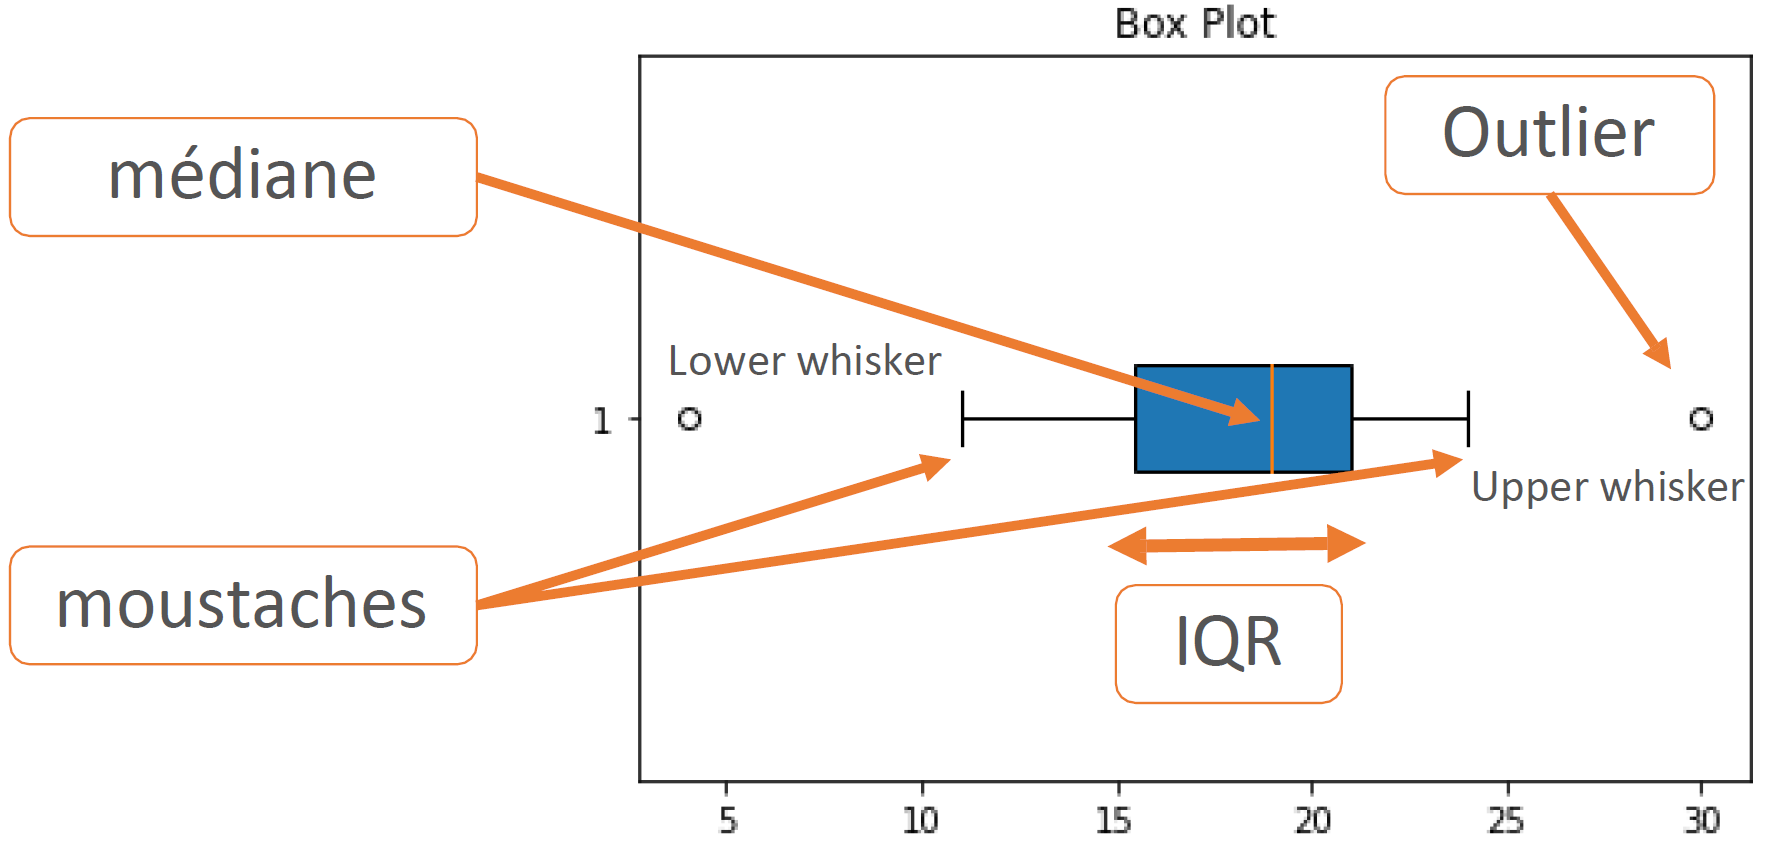 Box Plot
Outlier
médiane
Lower whisker
1
Upper whisker
moustaches
IQR
5 10 15 20 25 30